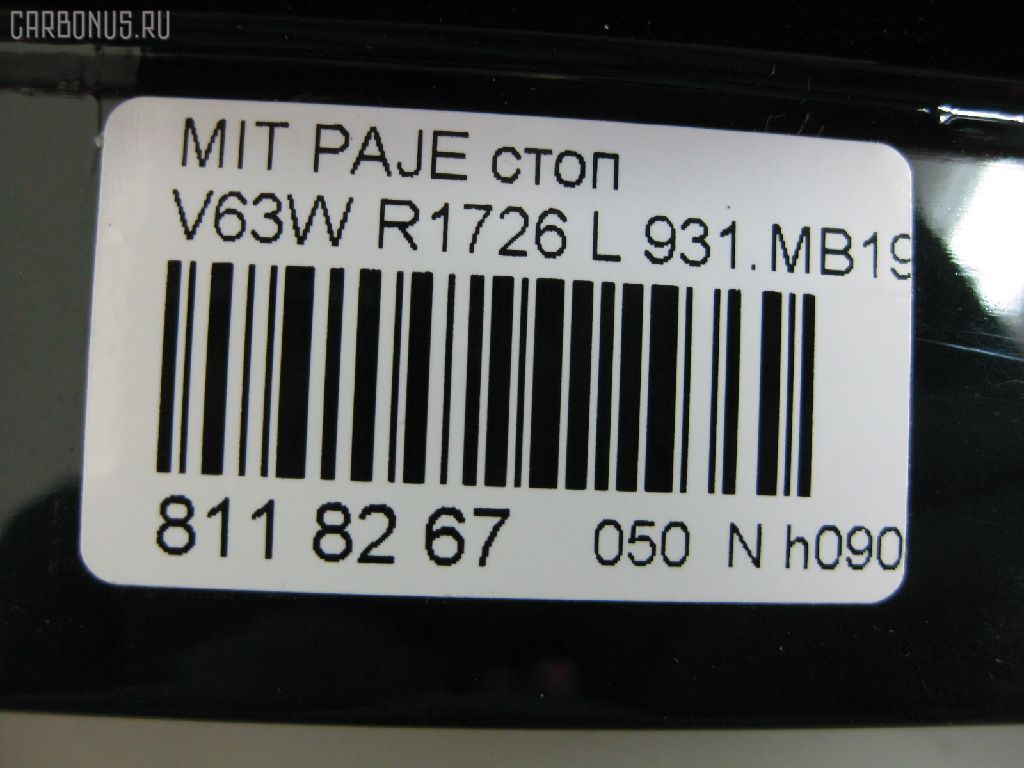 CARBONUS.RU
MIT PAJE стоп
V63W R1726 L 931.MB19
811 82 67 050 N h090